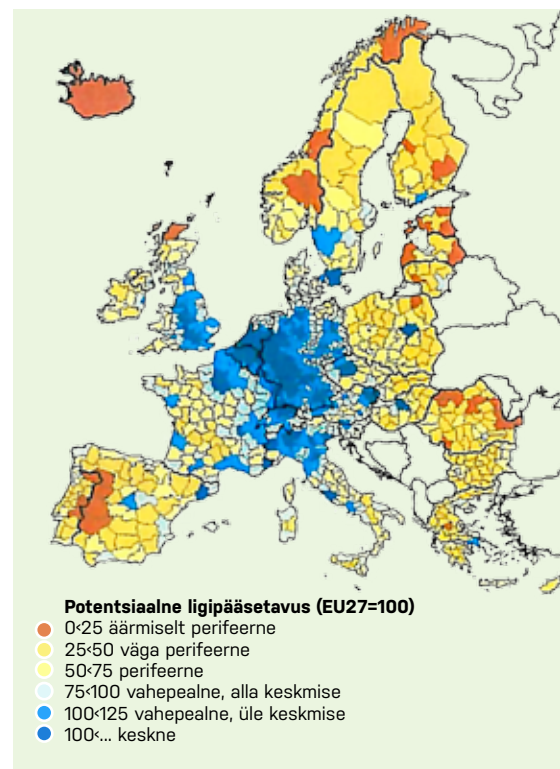 Potentsiaalne ligipääsetavus (EU27=100)
0<25 äärmiselt perifeerne
25<50 väga perifeerne
50<75 perifeerne
75<100 vahepealne, alla keskmise
100<125 vahepealne, üle keskmise
100<... keskne